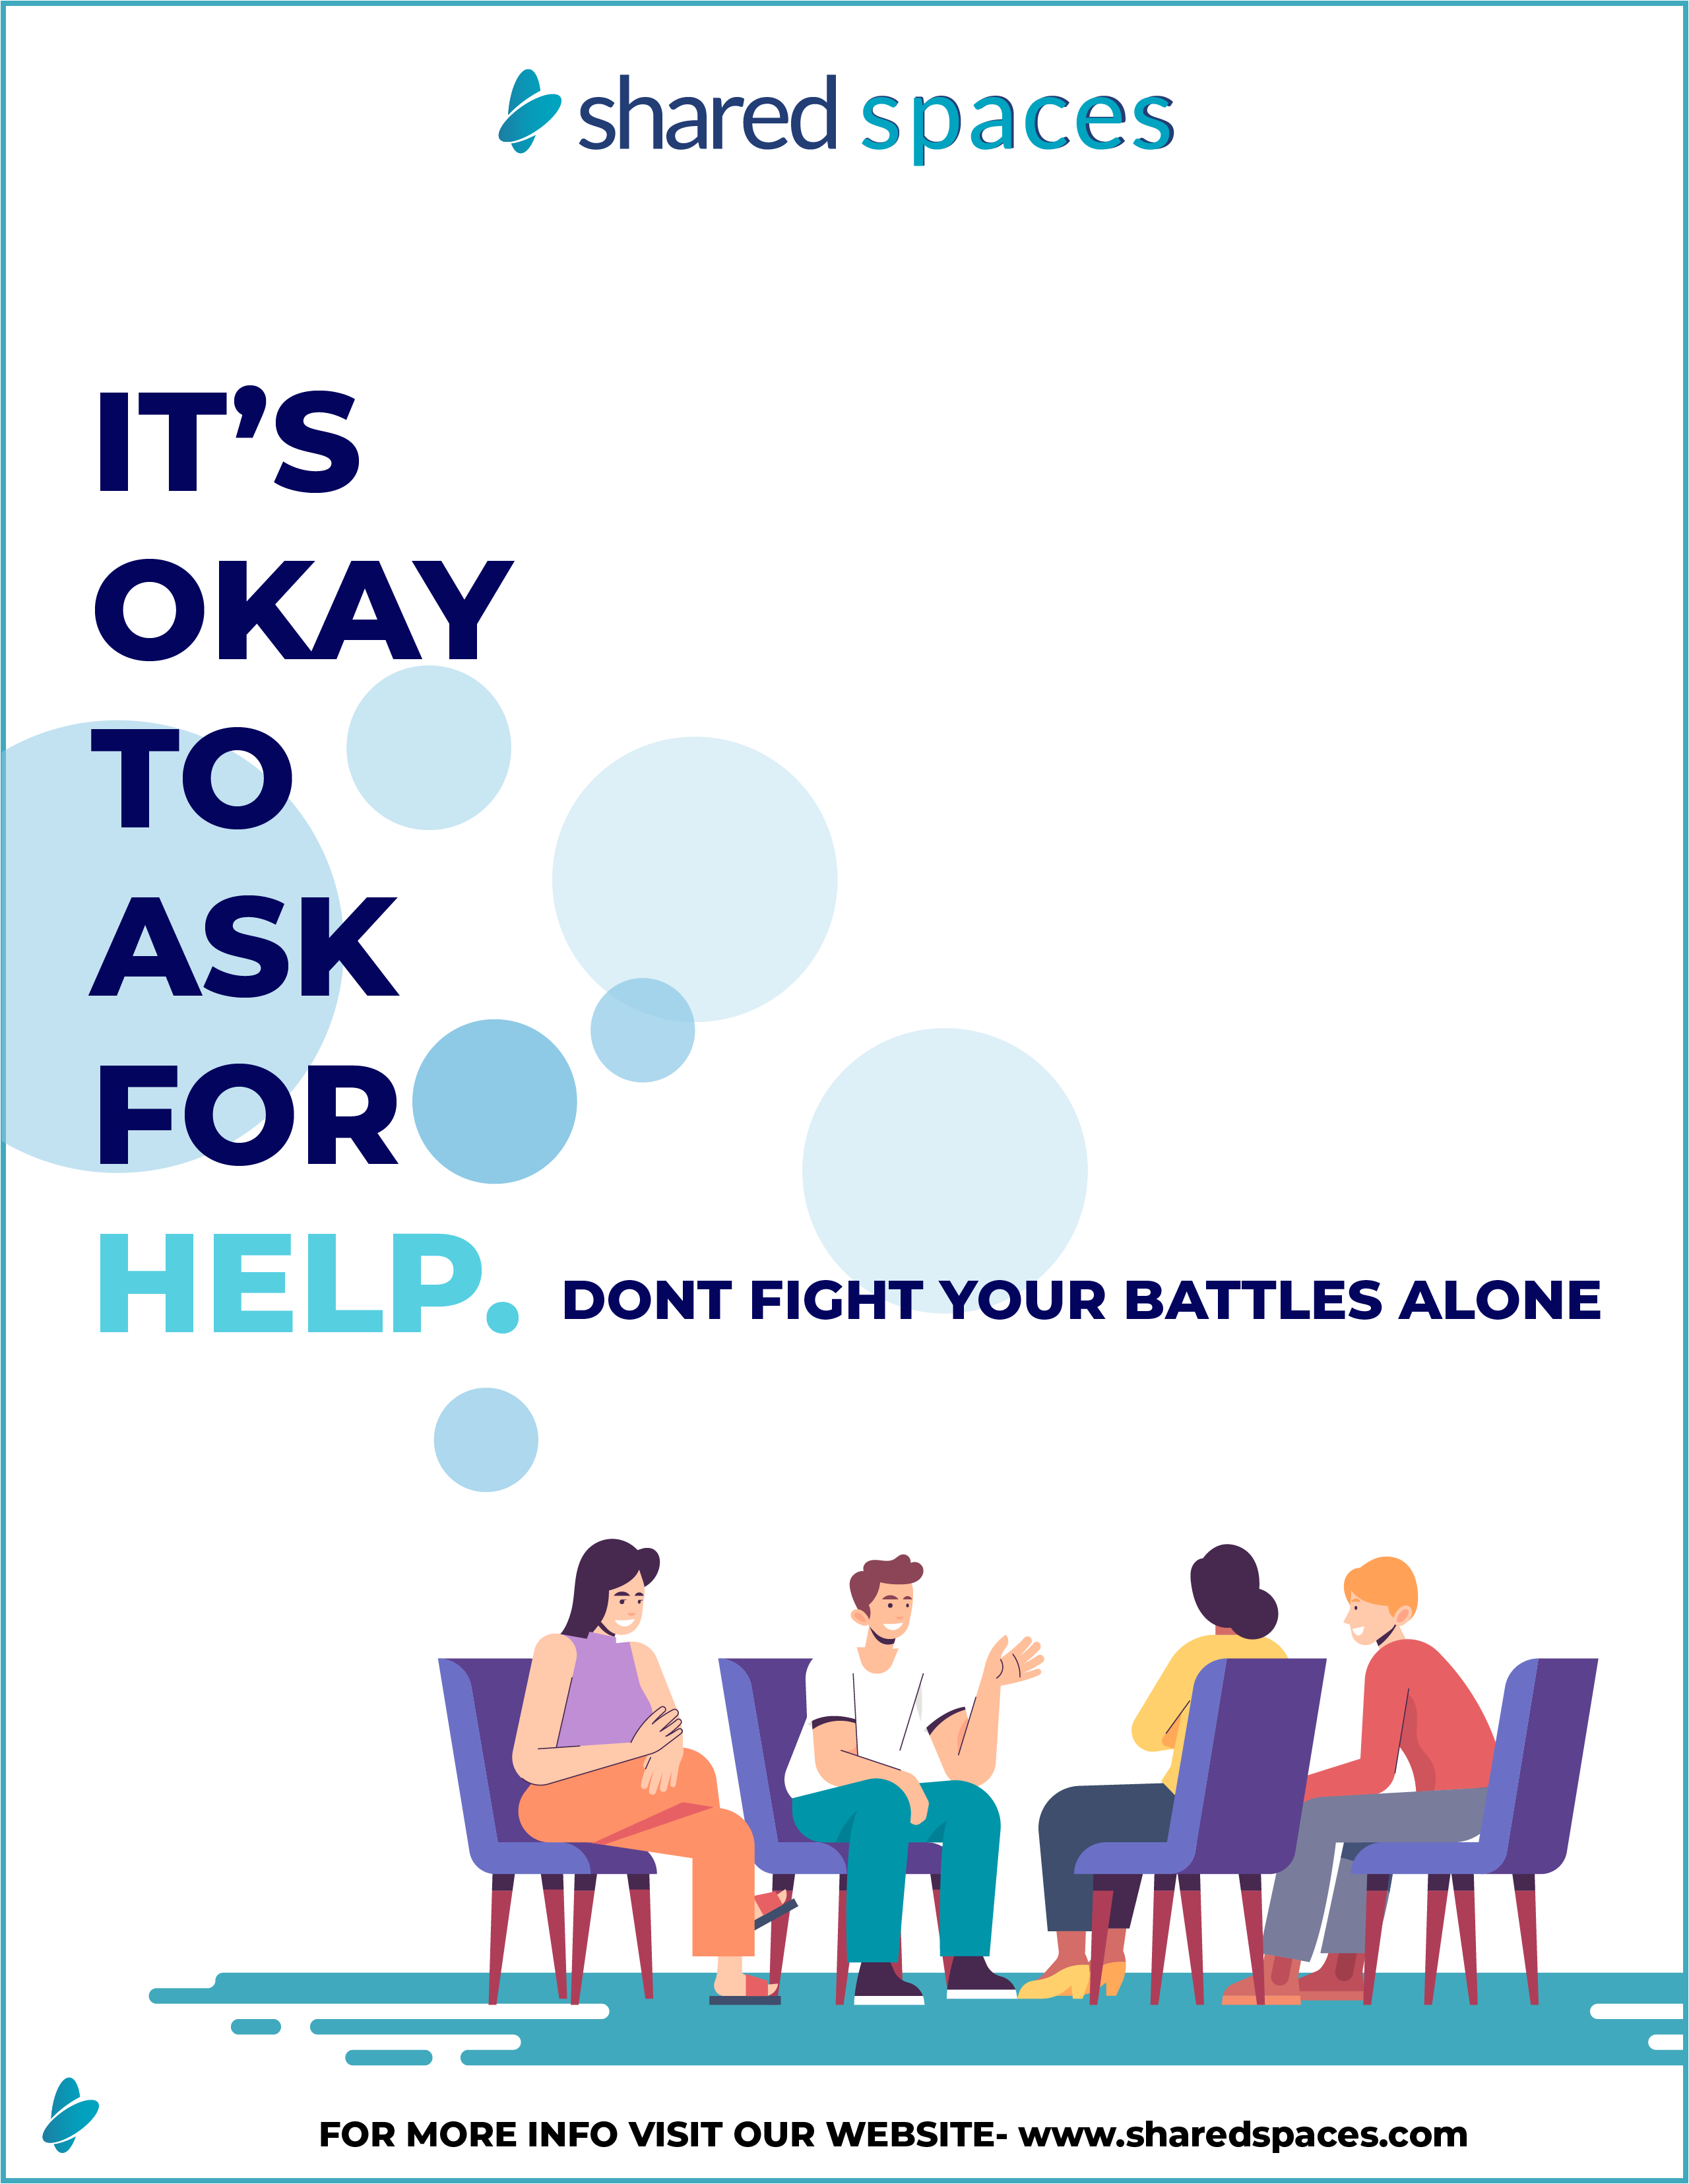 shared spaces
IT’S
OKAY
TO
ASK
FOR
HELP.
DONT FIGHT YOUR BATTLES ALONE
FOR MORE INFO VISIT OUR WEBSITE- www.sharedspaces.com